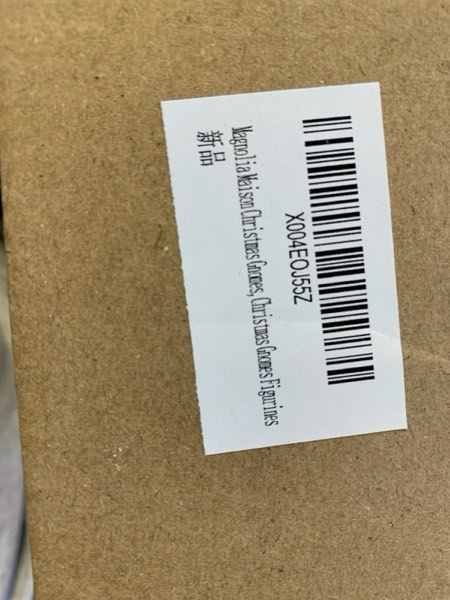 X004EOJ55Z
Magnolia Maison Christmas Gnomes, Christmas Gnomes Figurines
新品